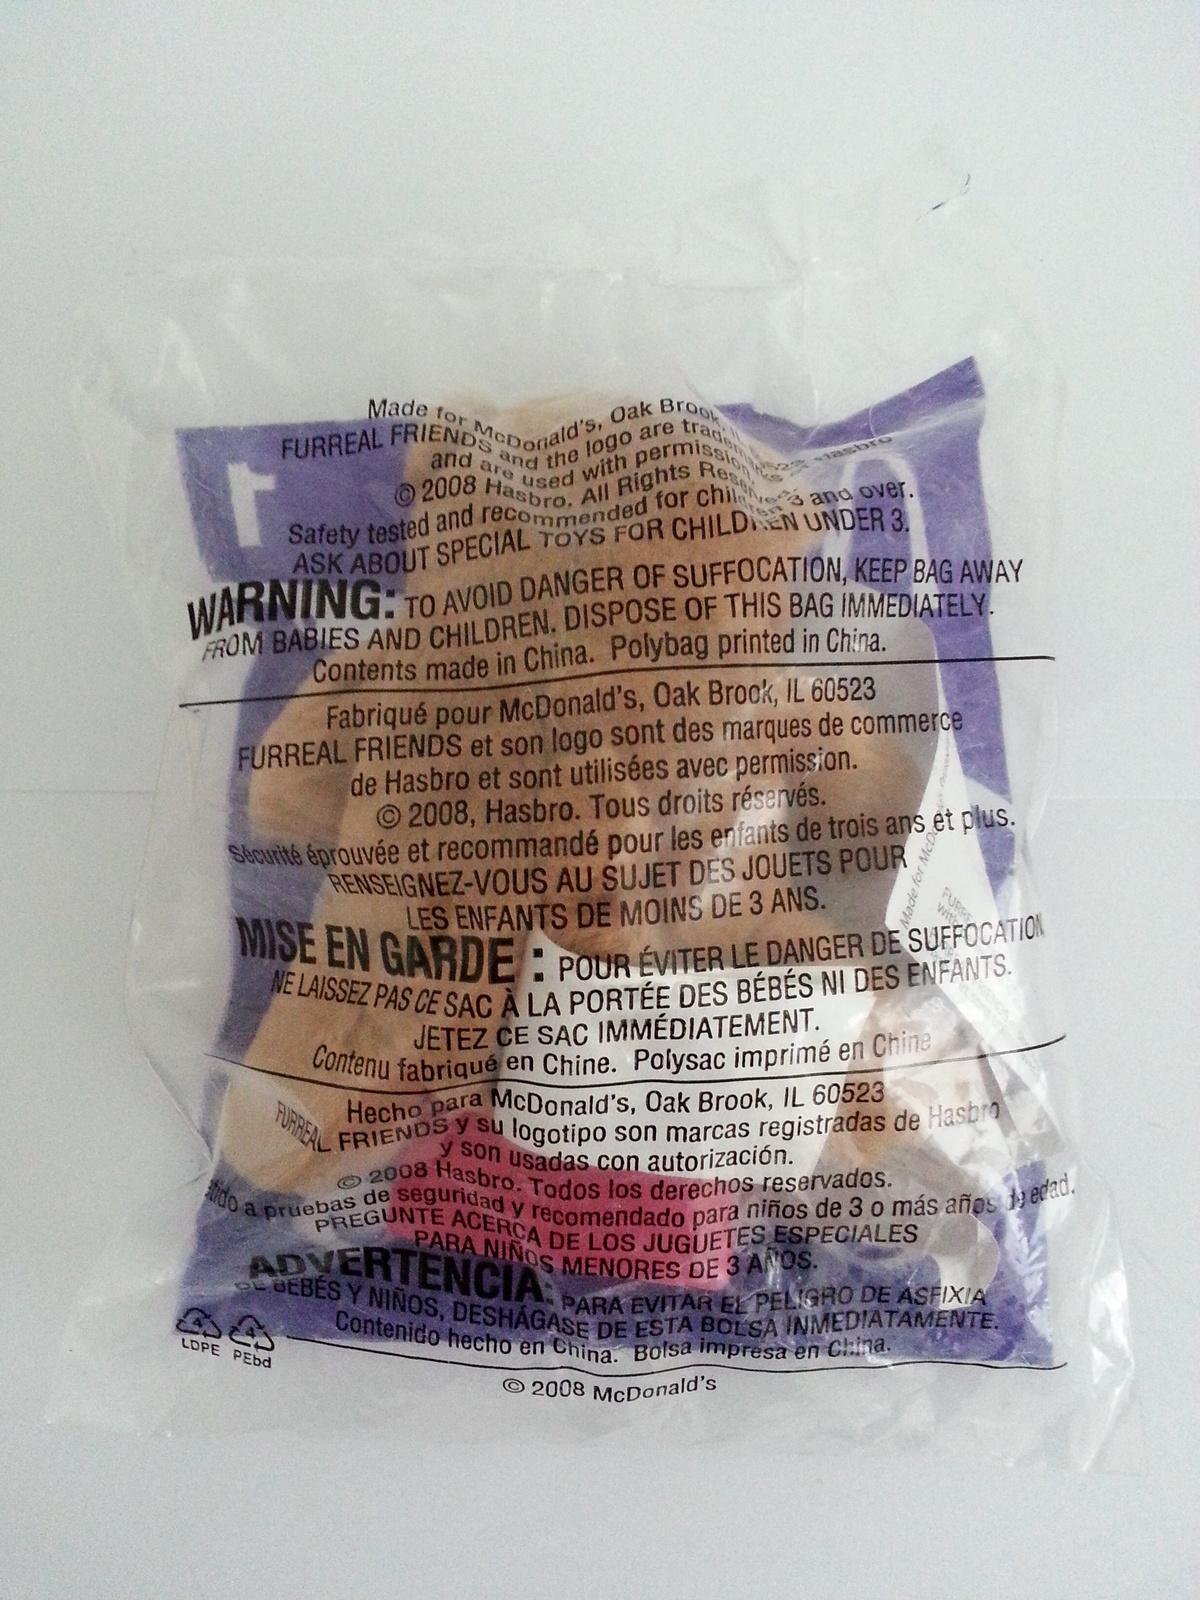 Made for McDonald's, Oak Brook,
FURREAL FRIENDS and the logo are trademarks of Hasbro
and are used with permission.
© 2008 Hasbro. All Rights Reserved.
Safety tested and recommended for children 3 and over.
ASK ABOUT SPECIAL TOYS FOR CHILDREN UNDER 3.
WARNING: TO AVOID DANGER OF SUFFOCATION, KEEP BAG AWAY
FROM BABIES AND CHILDREN. DISPOSE OF THIS BAG IMMEDIATELY.
Contents made in China. Polybag printed in China.
Fabriqué pour McDonald's, Oak Brook, IL 60523
FURREAL FRIENDS et son logo sont des marques de commerce
de Hasbro et sont utilisées avec permission.
© 2008, Hasbro. Tous droits réservés.
Sécurité éprouvée et recommandé pour les enfants de trois ans et plus.
RENSEIGNEZ-VOUS AU SUJET DES JOUETS POUR
LES ENFANTS DE MOINS DE 3 ANS.
MISE EN GARDE : POUR ÉVITER LE DANGER DE SUFFOCATION
NE LAISSEZ PAS CE SAC À LA PORTÉE DES BÉBÉS NI DES ENFANTS.
JETEZ CE SAC IMMÉDIATEMENT.
Contenu fabriqué en Chine. Polysac imprimé en Chine
Hecho para McDonald's, Oak Brook, IL 60523
FURREAL FRIENDS y su logotipo son marcas registradas de Hasbro
y son usadas con autorización.
© 2008 Hasbro. Todos los derechos reservados.
a pruebas de seguridad y recomendado para niños de 3 o más años de edad.
PREGUNTE ACERCA DE LOS JUGUETES ESPECIALES
PARA NIÑOS MENORES DE 3 AÑOS.
ADVERTENCIA: PARA EVITAR EL PELIGRO DE ASFIXIA
DE BEBÉS Y NIÑOS, DESHÁGASE DE ESTA BOLSA INMEDIATAMENTE.
Contenido hecho en China. Bolsa impresa en China.
4 LDPE 4 PEbd
© 2008 McDonald's
1
Made for